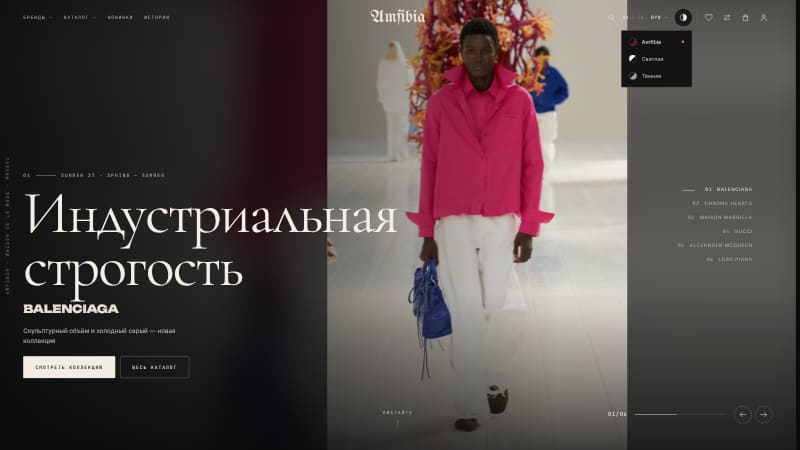 БРЕНДЫ
КАТАЛОГ
НОВИНКИ
ИСТОРИИ
Amfibia
BYN
Amfibia
Светлая
Тёмная
01 SUMMER 27 · SPRING — SUMMER
Индустриальная
строгость
BALENCIAGA
Скульптурный объём и холодный серый — новая
коллекция
СМОТРЕТЬ КОЛЛЕКЦИЮ
ВЕСЬ КАТАЛОГ
01 BALENCIAGA
02 CHROME HEARTS
03 MAISON MARGIELA
04 GUCCI
05 ALEXANDER MCQUEEN
06 LORO PIANA
ЛИСТАЙТЕ
01/06